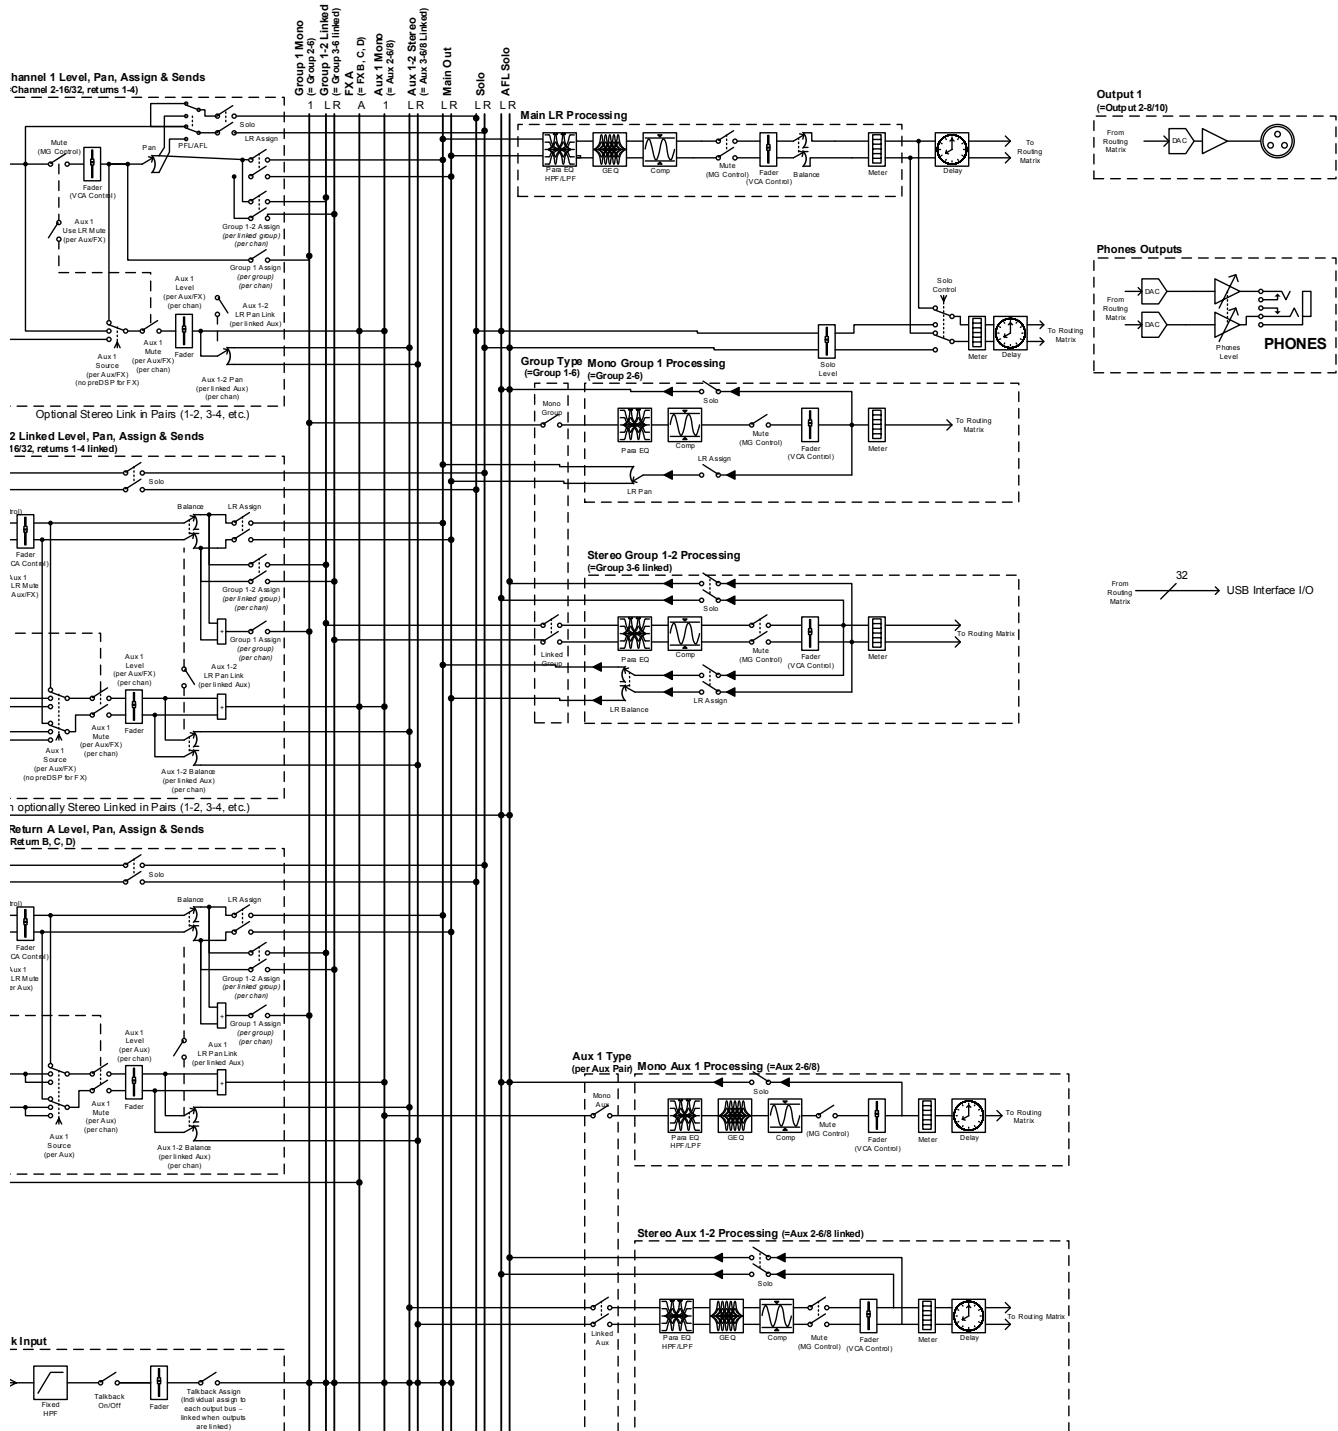 Group 1 Mono
(= Group 2-6)
Group 1-2 Linked
(= Group 3-6 linked)
FX A
(= FX B, C, D)
Aux 1 Mono
(= Aux 2-6/8)
Aux 1-2 Stereo
(= Aux 3-6/8 Linked)
Main Out
Solo
AFL Solo
1 L R A 1 L R L R L R L R
hannel 1 Level, Pan, Assign & Sends
Channel 2-16/32, returns 1-4)
Solo
LR Assign
PFL/AFL
Pan
Mute
(MG Control)
Fader
(VCA Control)
Aux 1
Use LR Mute
(per Aux/FX)
Group 1-2 Assign
(per linked group)
(per chan)
Group 1 Assign
(per group)
(per chan)
Aux 1
Level
(per Aux/FX)
(per chan)
Aux 1-2
LR Pan Link
(per linked Aux)
Aux 1
Source
(per Aux/FX)
(no preDSP for FX)
Aux 1
Mute
(per Aux/FX)
(per chan)
Fader
Aux 1-2 Pan
(per linked Aux)
(per chan)
Optional Stereo Link in Pairs (1-2, 3-4, etc.)
Main LR Processing
Para EQ
HPF/LPF
GEQ
Comp
Mute
(MG Control)
Fader
(VCA Control)
Balance
Meter
Delay
To
Routing
Matrix
Solo
Control
Solo
Level
Meter
Delay
To Routing
Matrix
Output 1
(=Output 2-8/10)
From
Routing
Matrix
DAC
Phones Outputs
From
Routing
Matrix
DAC
DAC
Phones
Level
PHONES
Group Type
(=Group 1-6)
Mono
Group
Mono Group 1 Processing
(=Group 2-6)
Solo
Para EQ
Comp
Mute
(MG Control)
Fader
(VCA Control)
Meter
To Routing
Matrix
LR Assign
LR Pan
2 Linked Level, Pan, Assign & Sends
16/32, returns 1-4 linked)
Solo
trol)
Fader
CA Control)
Balance
LR Assign
Aux 1
LR Mute
Aux/FX)
Group 1-2 Assign
(per linked group)
(per chan)
+
Group 1 Assign
(per group)
(per chan)
Aux 1
Level
(per Aux/FX)
(per chan)
Aux 1-2
LR Pan Link
(per linked Aux)
+
Aux 1
Source
(per Aux/FX)
(no preDSP for FX)
Aux 1
Mute
(per Aux/FX)
(per chan)
Fader
Aux 1-2 Balance
(per linked Aux)
(per chan)
n optionally Stereo Linked in Pairs (1-2, 3-4, etc.)
Stereo Group 1-2 Processing
(=Group 3-6 linked)
Solo
Linked
Group
Para EQ
Comp
Mute
(MG Control)
Fader
(VCA Control)
Meter
To Routing Matrix
LR Assign
LR Balance
From
Routing
Matrix
32
USB Interface I/O
Return A Level, Pan, Assign & Sends
Return B, C, D)
Solo
trol)
Fader
CA Control)
Balance
LR Assign
Aux 1
LR Mute
er Aux)
Group 1-2 Assign
(per linked group)
(per chan)
+
Group 1 Assign
(per group)
(per chan)
Aux 1
Level
(per Aux)
(per chan)
Aux 1
LR Pan Link
(per linked Aux)
+
Aux 1
Source
(per Aux)
Aux 1
Mute
(per Aux)
(per chan)
Fader
Aux 1-2 Balance
(per linked Aux)
(per chan)
Aux 1 Type
(per Aux Pair)
Mono
Aux
Mono Aux 1 Processing (=Aux 2-6/8)
Solo
Para EQ
HPF/LPF
GEQ
Comp
Mute
(MG Control)
Fader
(VCA Control)
Meter
Delay
To Routing
Matrix
Stereo Aux 1-2 Processing (=Aux 2-6/8 linked)
Solo
Linked
Aux
Para EQ
HPF/LPF
GEQ
Comp
Mute
(MG Control)
Fader
(VCA Control)
Meter
Delay
To Routing Matrix
k Input
Fixed
HPF
Talkback
On/Off
Fader
Talkback Assign
(Individual assign to
each output bus –
linked when outputs
are linked)